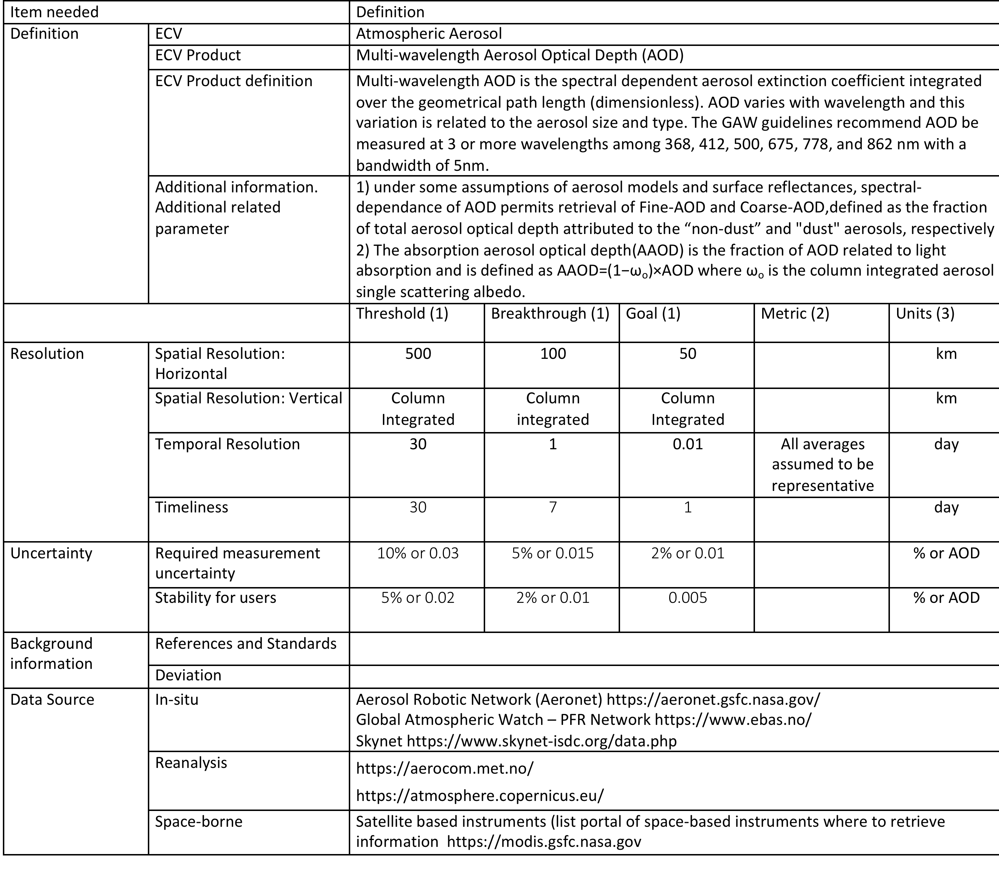 Item needed Definition
Definition ECV Atmospheric Aerosol
ECV Product Multi-wavelength Aerosol Optical Depth (AOD)
ECV Product definition Multi-wavelength AOD is the spectral dependent aerosol extinction coefficient integrated
over the geometrical path length (dimensionless). AOD varies with wavelength and this
variation is related to the aerosol size and type. The GAW guidelines recommend AOD be
measured at 3 or more wavelengths among 368, 412, 500, 675, 778, and 862 nm with a
bandwidth of 5nm.
Additional information. 1) under some assumptions of aerosol models and surface reflectances, spectral-
Additional related dependance of AOD permits retrieval of Fine-AOD and Coarse-AOD,defined as the fraction
parameter of total aerosol optical depth attributed to the “non-dust” and "dust" aerosols, respectively
2) The absorption aerosol optical depth(AAOD) is the fraction of AOD related to light
absorption and is defined as AAOD=(1−ωₒ)×AOD where ωₒ is the column integrated aerosol
single scattering albedo.
Threshold (1) Breakthrough (1) Goal (1) Metric (2) Units (3)
Resolution Spatial Resolution: 500 100 50 km
Horizontal
Spatial Resolution: Vertical Column Column Column km
Integrated integrated Integrated
Temporal Resolution 30 1 0.01 All averages day
assumed to be
representative
Timeliness 30 7 1 day
Uncertainty Required measurement 10% or 0.03 5% or 0.015 2% or 0.01 % or AOD
uncertainty
Stability for users 5% or 0.02 2% or 0.01 0.005 % or AOD
Background References and Standards
information
Deviation
Data Source In-situ Aerosol Robotic Network (Aeronet) https://aeronet.gsfc.nasa.gov/
Global Atmospheric Watch – PFR Network https://www.ebas.no/
Skynet https://www.skynet-isdc.org/data.php
Reanalysis https://aerocom.met.no/
https://atmosphere.copernicus.eu/
Space-borne Satellite based instruments (list portal of space-based instruments where to retrieve
information  https://modis.gsfc.nasa.gov